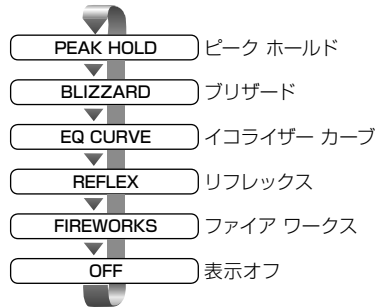 PEAK HOLD ピーク ホールド
BLIZZARD ブリザード
EQ CURVE イコライザー カーブ
REFLEX リフレックス
FIREWORKS ファイア ワークス
OFF 表示オフ